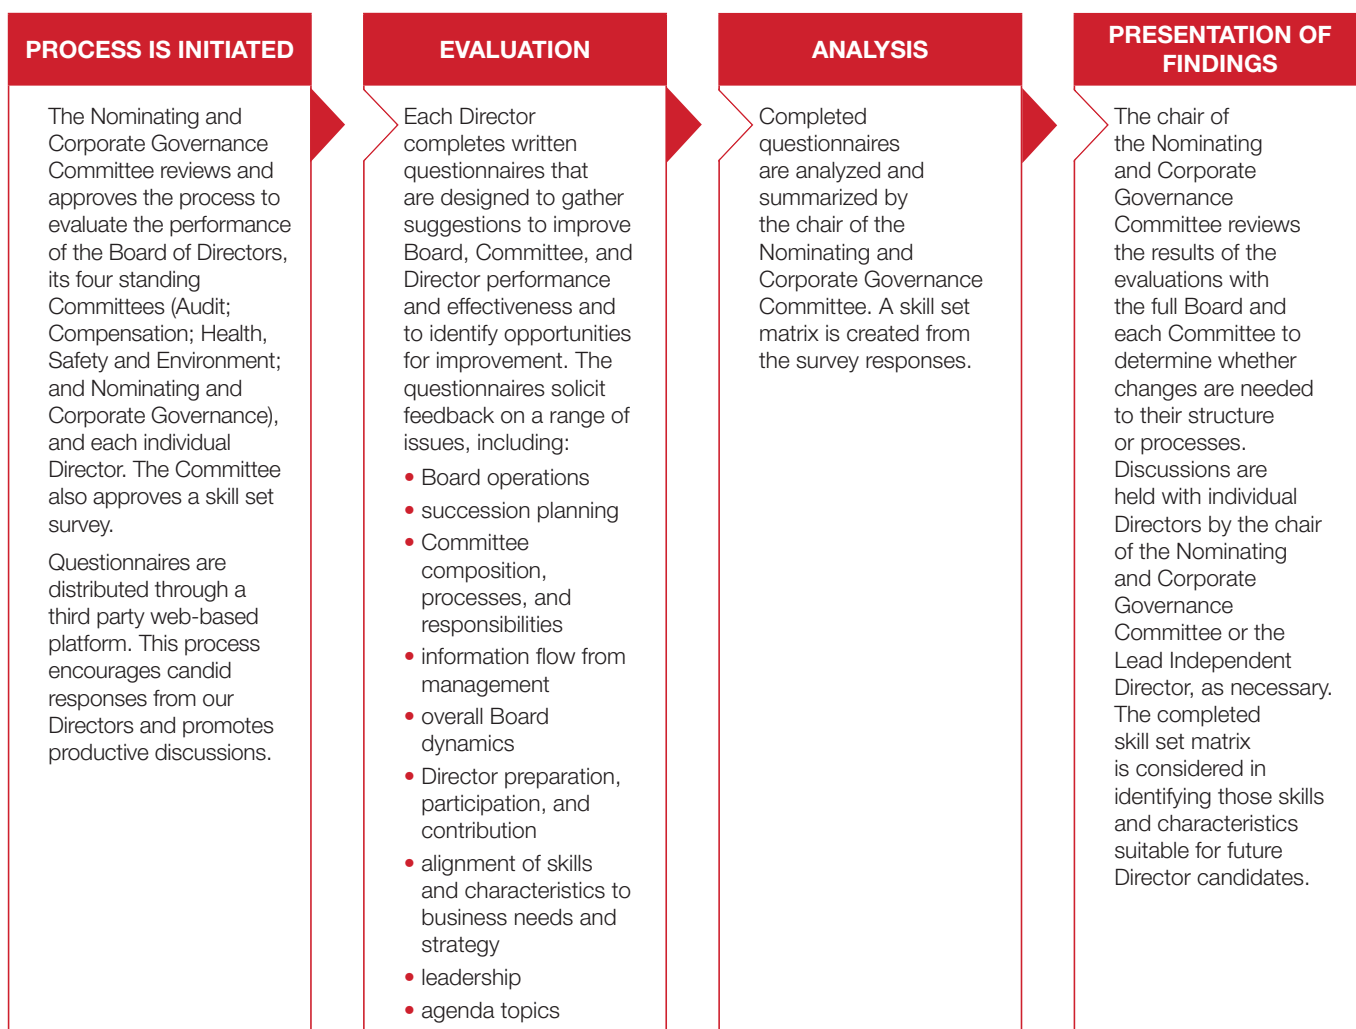 PROCESS IS INITIATED
The Nominating and
Corporate Governance
Committee reviews and
approves the process to
evaluate the performance
of the Board of Directors,
its four standing
Committees (Audit;
Compensation; Health,
Safety and Environment;
and Nominating and
Corporate Governance),
and each individual
Director. The Committee
also approves a skill set
survey.
Questionnaires are
distributed through a
third party web-based
platform. This process
encourages candid
responses from our
Directors and promotes
productive discussions.
EVALUATION
Each Director
completes written
questionnaires that
are designed to gather
suggestions to improve
Board, Committee, and
Director performance
and effectiveness and
to identify opportunities
for improvement. The
questionnaires solicit
feedback on a range of
issues, including:
• Board operations
• succession planning
• Committee
composition,
processes, and
responsibilities
• information flow from
management
• overall Board
dynamics
• Director preparation,
participation, and
contribution
• alignment of skills
and characteristics to
business needs and
strategy
• leadership
• agenda topics
ANALYSIS
Completed
questionnaires
are analyzed and
summarized by
the chair of the
Nominating and
Corporate Governance
Committee. A skill set
matrix is created from
the survey responses.
PRESENTATION OF
FINDINGS
The chair of
the Nominating
and Corporate
Governance
Committee reviews
the results of the
evaluations with
the full Board and
each Committee to
determine whether
changes are needed
to their structure
or processes.
Discussions are
held with individual
Directors by the chair
of the Nominating
and Corporate
Governance
Committee or the
Lead Independent
Director, as necessary.
The completed
skill set matrix
is considered in
identifying those skills
and characteristics
suitable for future
Director candidates.